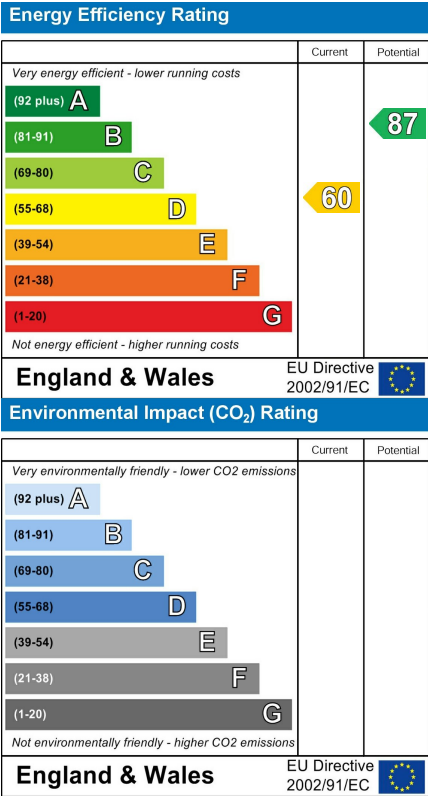 Energy Efficiency Rating
Current Potential
Very energy efficient - lower running costs
(92 plus) A
(81-91) B
87
(69-80) C
(55-68) D
60
(39-54) E
(21-38) F
(1-20) G
Not energy efficient - higher running costs
England & Wales
EU Directive
2002/91/EC
Environmental Impact (CO₂) Rating
Current Potential
Very environmentally friendly - lower CO2 emissions
(92 plus) A
(81-91) B
(69-80) C
(55-68) D
(39-54) E
(21-38) F
(1-20) G
Not environmentally friendly - higher CO2 emissions
England & Wales
EU Directive
2002/91/EC